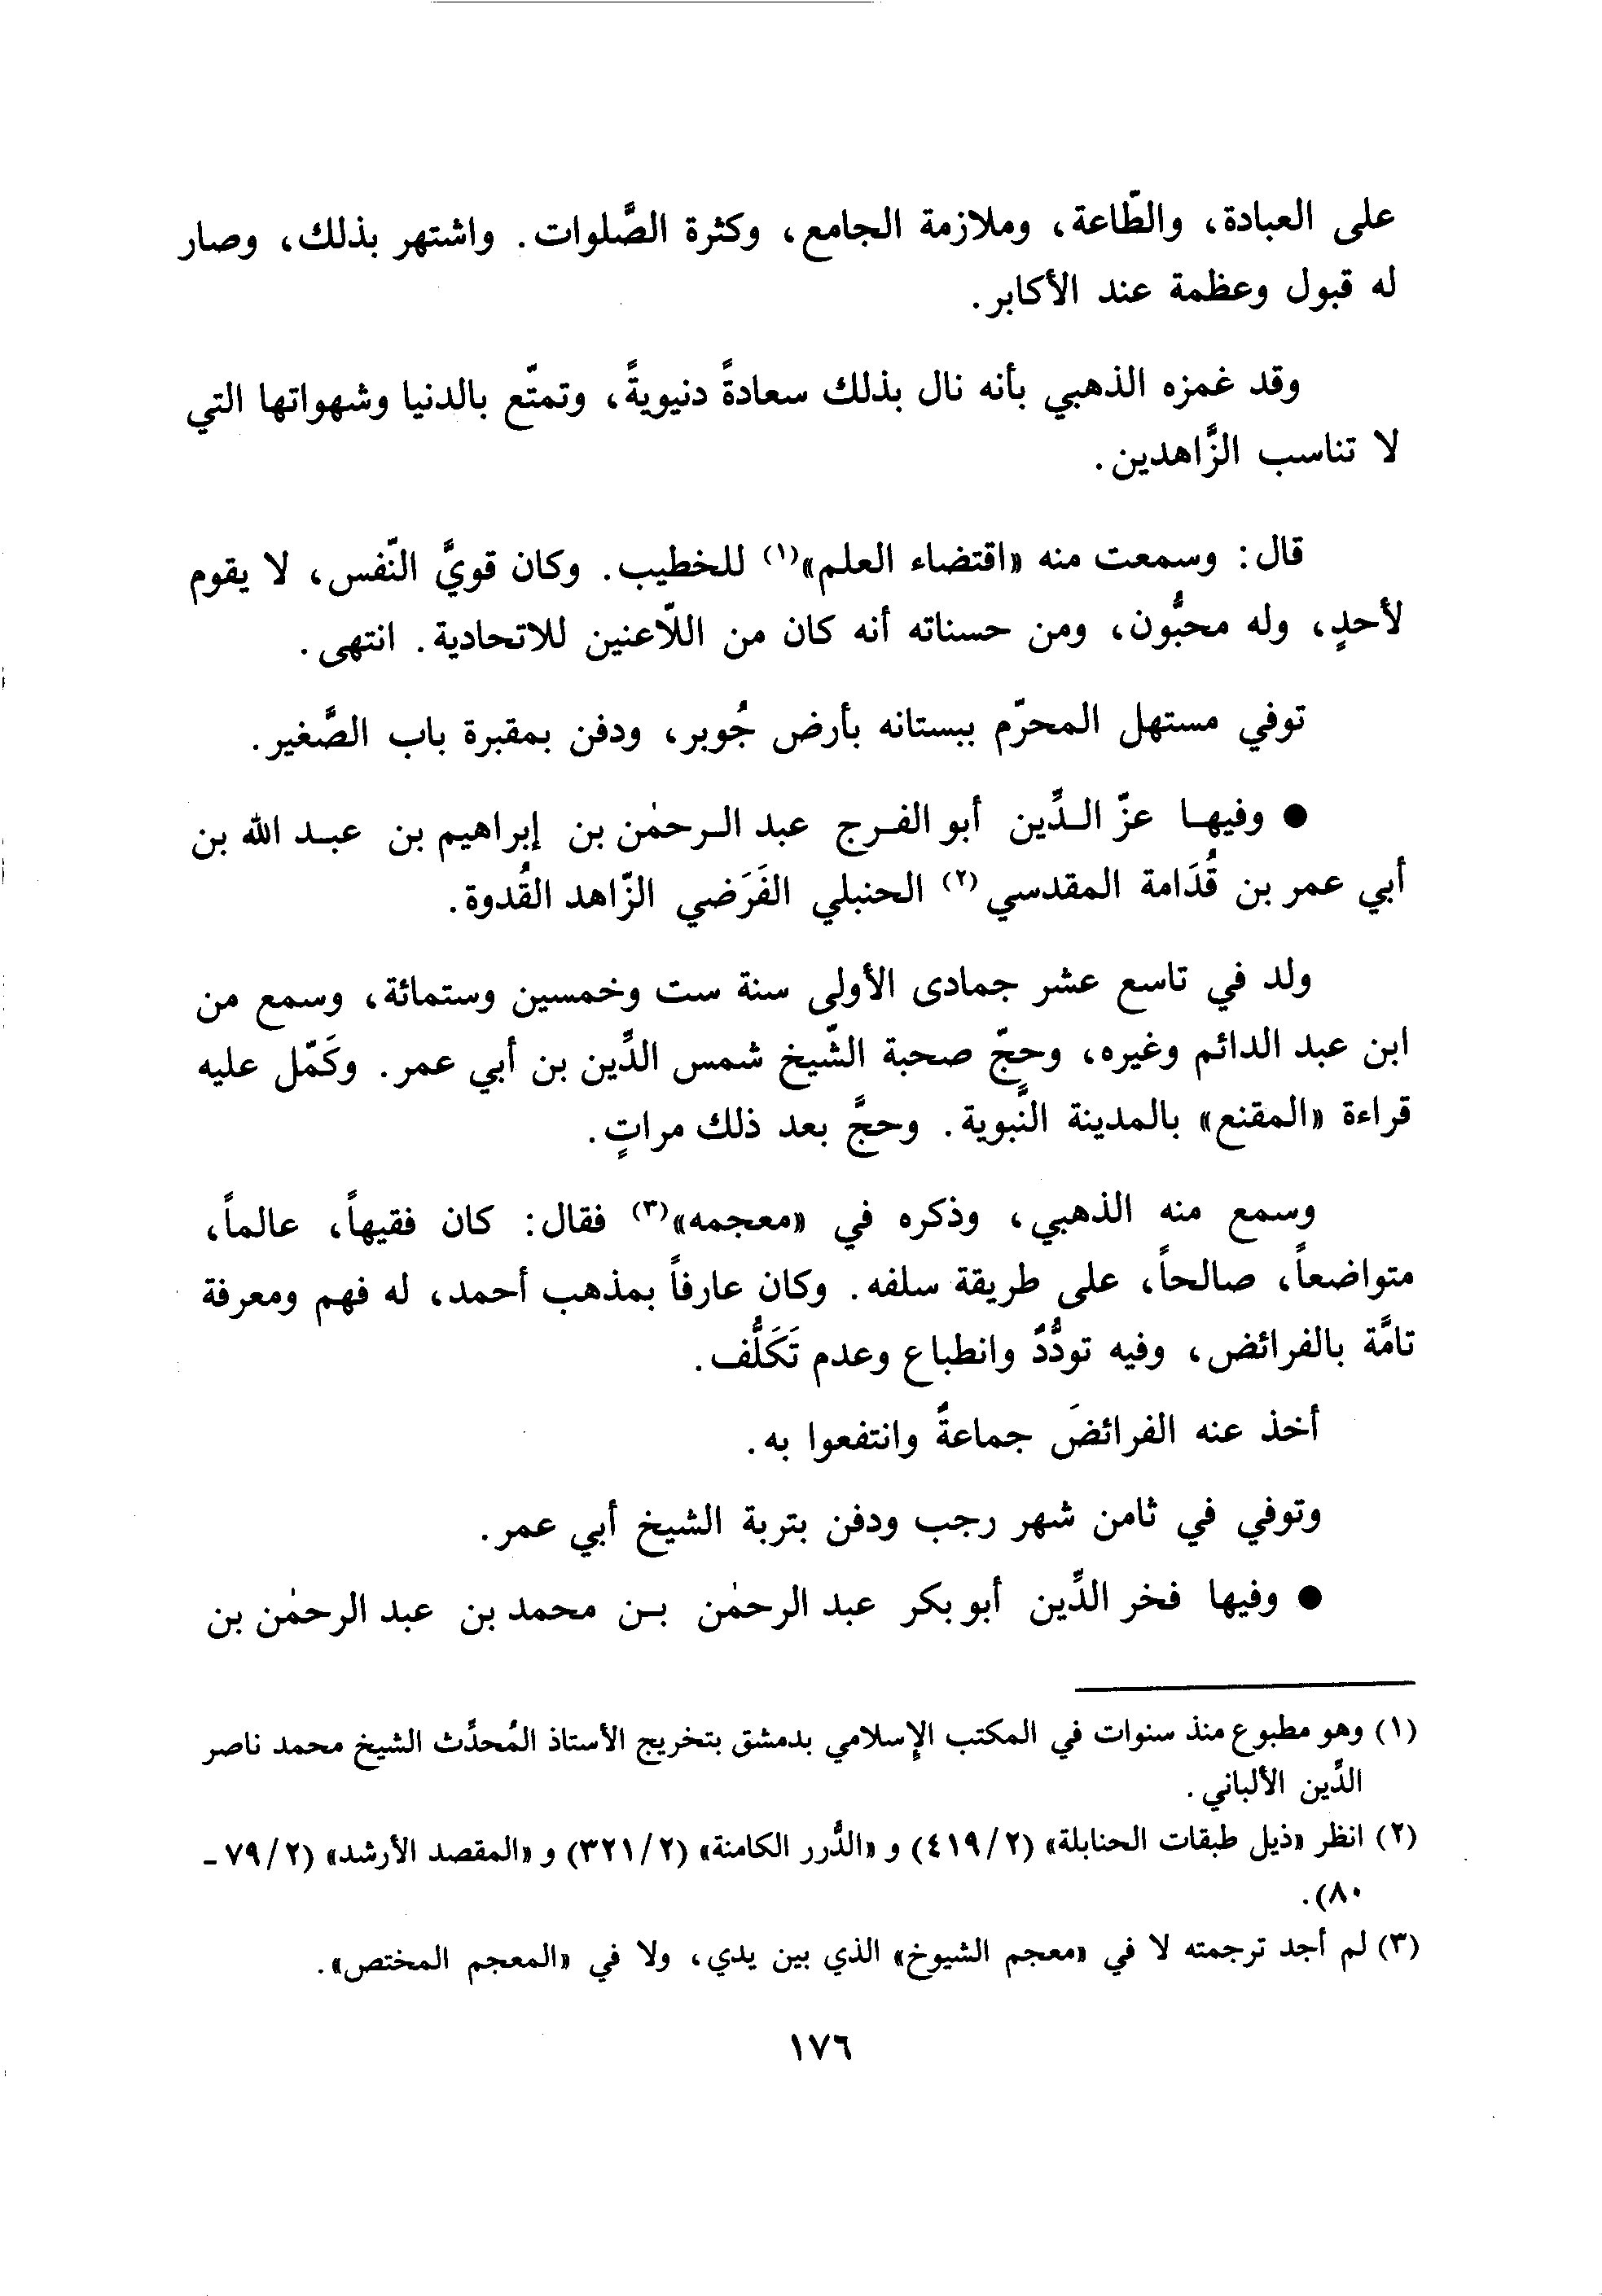 على العبادة، والطّاعة، وملازمة الجامع، وكثرة الصَّلوات. واشتهر بذلك، وصار
له قبول وعظمة عند الأكابر.
وقد غمزه الذهبي بأنه نال بذلك سعادةً دنيويةً، وتمتّع بالدنيا وشهواتها التي
لا تناسب الزَّاهدين.
قال: وسمعت منه «اقتضاء العلم»(١) للخطيب. وكان قويَّ النّفس، لا يقوم
لأحدٍ، وله محبُّون، ومن حسناته أنه كان من اللّاعنين للاتحادية. انتهى.
توفي مستهل المحرّم ببستانه بأرض جُوبر، ودفن بمقبرة باب الصَّغير.
● وفيها عزّ الدِّين أبو الفرج عبد الرحمٰن بن إبراهيم بن عبد الله بن
أبي عمر بن قُدَامة المقدسي(٢) الحنبلي الفَرَضي الزّاهد القُدوة.
ولد في تاسع عشر جمادى الأولى سنة ست وخمسين وستمائة، وسمع من
ابن عبد الدائم وغيره، وحجّ صحبة الشّيخ شمس الدِّين بن أبي عمر. وكَمّل عليه
قراءة «المقنع» بالمدينة النَّبوية. وحجَّ بعد ذلك مراتٍ.
وسمع منه الذهبي، وذكره في «معجمه»(٣) فقال: كان فقيهاً، عالماً،
متواضعاً، صالحاً، على طريقة سلفه. وكان عارفاً بمذهب أحمد، له فهم ومعرفة
تامَّة بالفرائض، وفيه تودُّدٌ وانطباع وعدم تَكَلُّف.
أخذ عنه الفرائضَ جماعةٌ وانتفعوا به.
وتوفي في ثامن شهر رجب ودفن بتربة الشيخ أبي عمر.
● وفيها فخر الدِّين أبو بكر عبد الرحمٰن بن محمد بن عبد الرحمٰن بن
(١) وهو مطبوع منذ سنوات في المكتب الإسلامي بدمشق بتخريج الأستاذ المُحدِّث الشيخ محمد ناصر
الدِّين الألباني.
(٢) انظر «ذيل طبقات الحنابلة» (٢/٤١٩) و «الدُّرر الكامنة» (٢/٣٢١) و «المقصد الأرشد» (٢/٧٩ -
٨٠).
(٣) لم أجد ترجمته لا في «معجم الشيوخ» الذي بين يدي، ولا في «المعجم المختص».
١٧٦